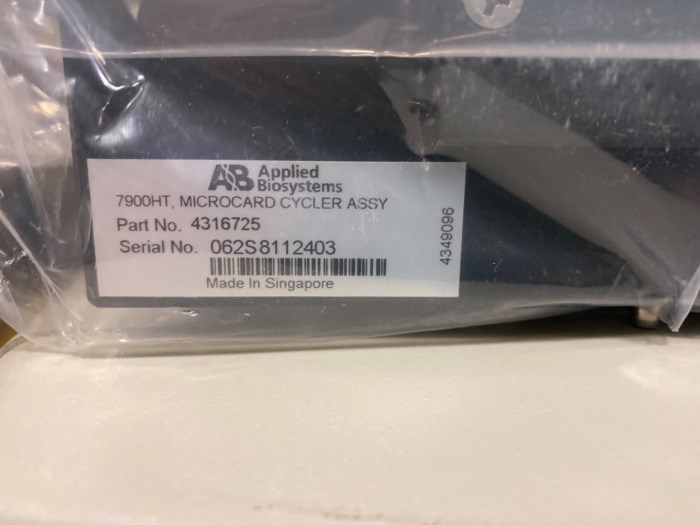 AB Applied
Biosystems
7900HT, MICROCARD CYCLER ASSY
Part No. 4316725
Serial No. 062S8112403
Made In Singapore
4349096